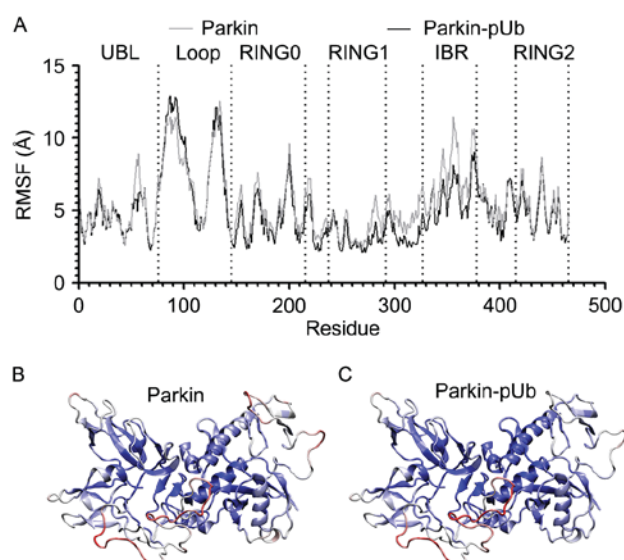 A
Parkin Parkin-pUb
UBL Loop RING0 RING1 IBR RING2
15
10
5
0
RMSF (Å)
0 100 200 300 400 500
Residue
B C
Parkin Parkin-pUb